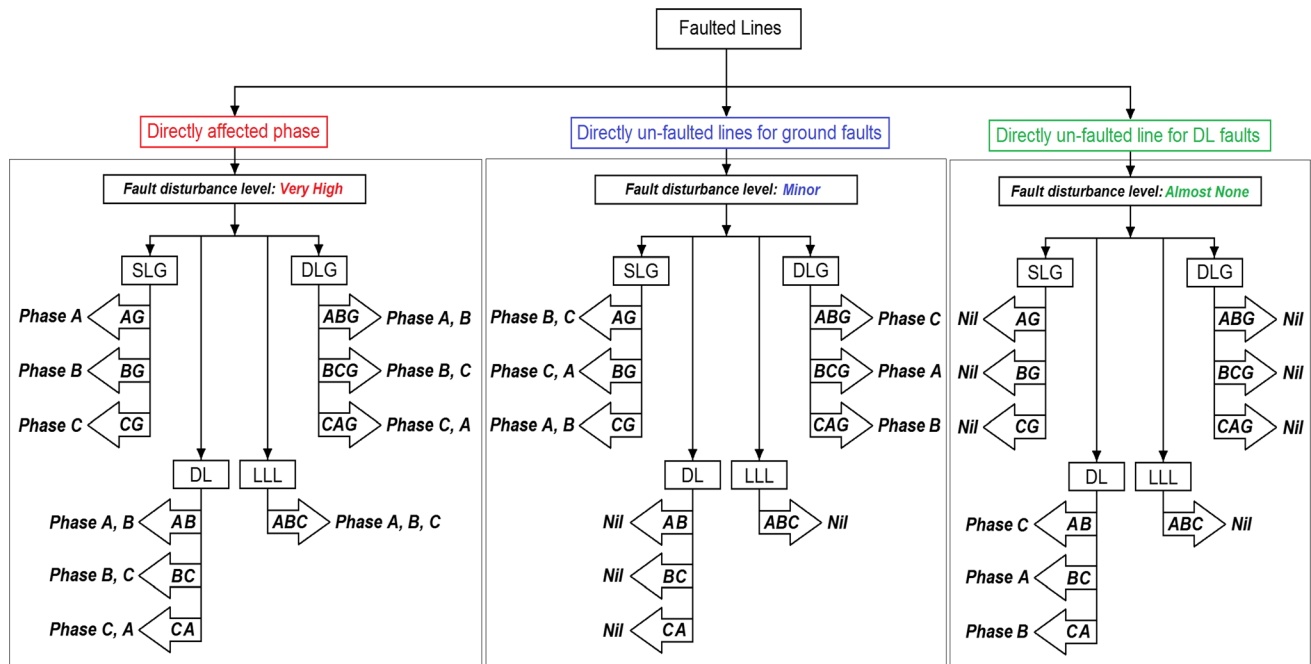 Faulted Lines
Directly affected phase
Fault disturbance level: Very High
SLG
DLG
Phase A
AG
ABG
Phase A, B
Phase B
BG
BCG
Phase B, C
Phase C
CG
CAG
Phase C, A
DL
LLL
Phase A, B
AB
ABC
Phase A, B, C
Phase B, C
BC
Phase C, A
CA
Directly un-faulted lines for ground faults
Fault disturbance level: Minor
SLG
DLG
Phase B, C
AG
ABG
Phase C
Phase C, A
BG
BCG
Phase A
Phase A, B
CG
CAG
Phase B
DL
LLL
Nil
AB
ABC
Nil
Nil
BC
Nil
CA
Directly un-faulted line for DL faults
Fault disturbance level: Almost None
SLG
DLG
Nil
AG
ABG
Nil
Nil
BG
BCG
Nil
Nil
CG
CAG
Nil
DL
LLL
Phase C
AB
ABC
Nil
Phase A
BC
Phase B
CA